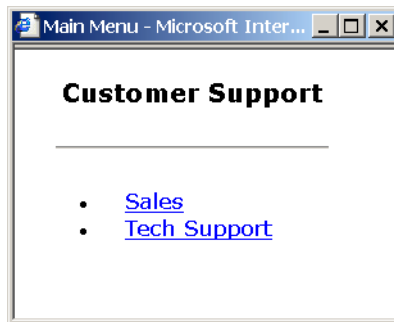 Main Menu - Microsoft Inter...
Customer Support
• Sales
• Tech Support